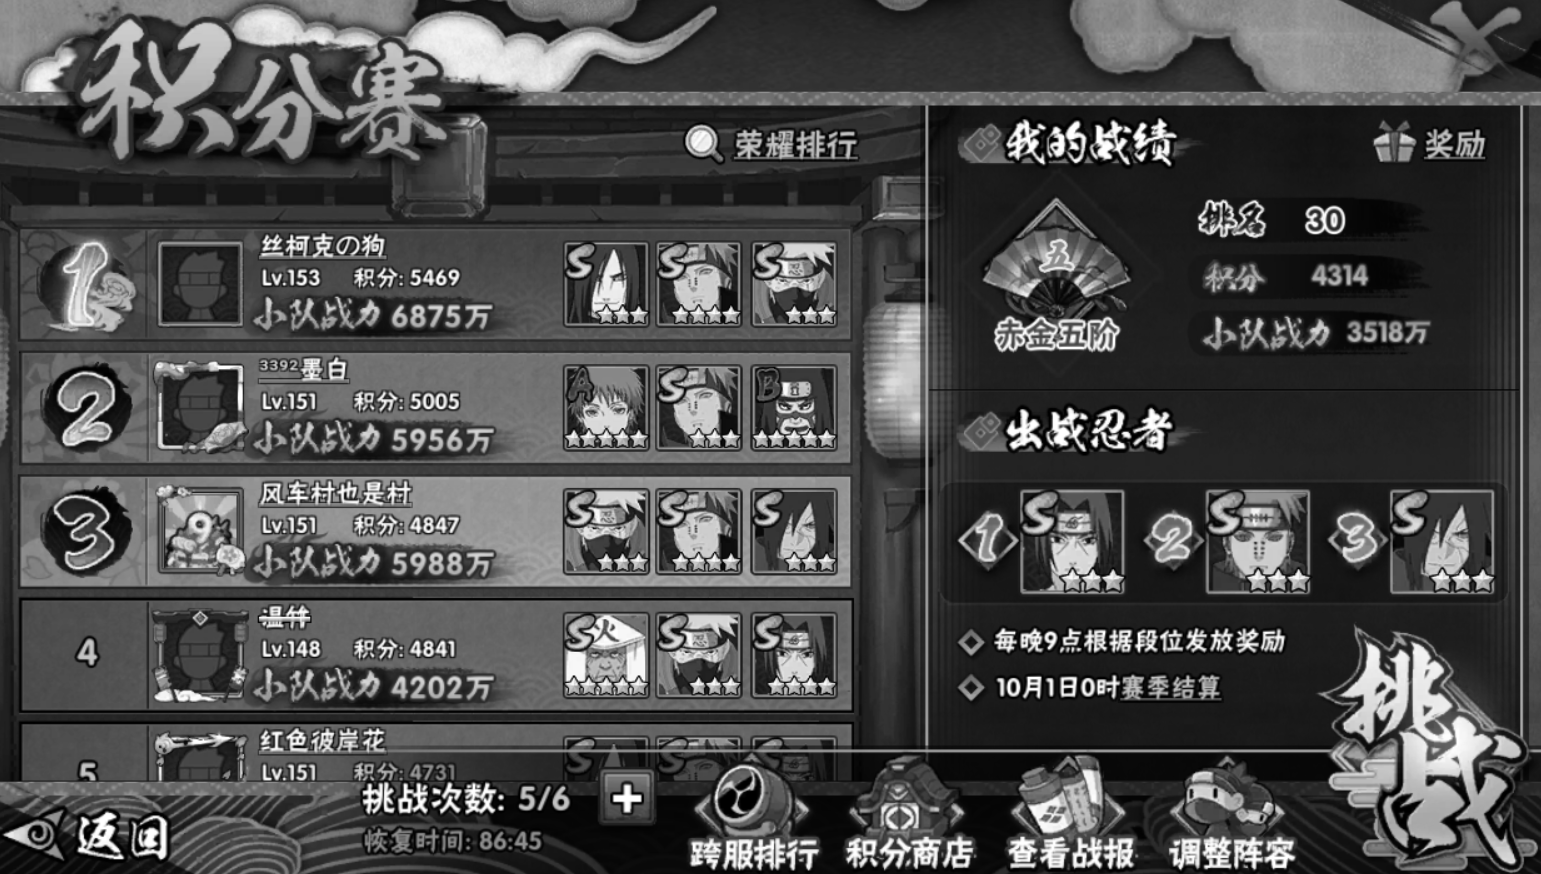 积分赛
荣耀排行
1
丝柯克の狗
Lv.153 积分: 5469
小队战力 6875万
S S S
2
3392墨白
Lv.151 积分: 5005
小队战力 5956万
A S B
3
风车村也是村
Lv.151 积分: 4847
小队战力 5988万
9
S S S
4
温笮
Lv.148 积分: 4841
小队战力 4202万
S S S
火
5
红色彼岸花
Lv.151 积分: 4731
S S S
挑战次数: 5/6
恢复时间: 86:45
返回
我的战绩
奖励
五
赤金五阶
排名 30
积分 4314
小队战力 3518万
出战忍者
1 S 2 S 3 S
每晚9点根据段位发放奖励
10月1日0时赛季结算
挑战
跨服排行
积分商店
查看战报
调整阵容